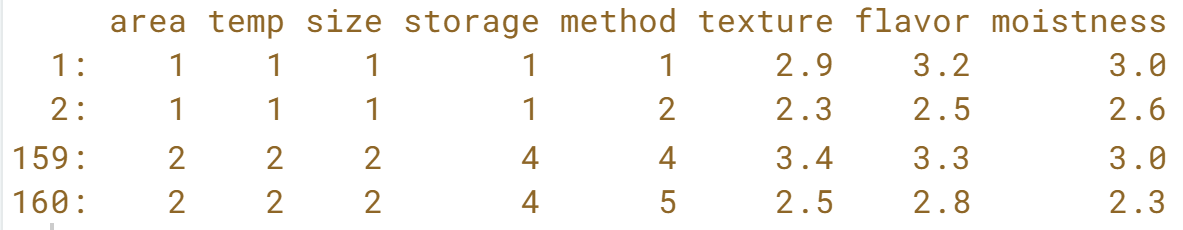 area temp size storage method texture flavor moistness
1: 1 1 1 1 1 2.9 3.2 3.0
2: 1 1 1 1 2 2.3 2.5 2.6
159: 2 2 2 4 4 3.4 3.3 3.0
160: 2 2 2 4 5 2.5 2.8 2.3